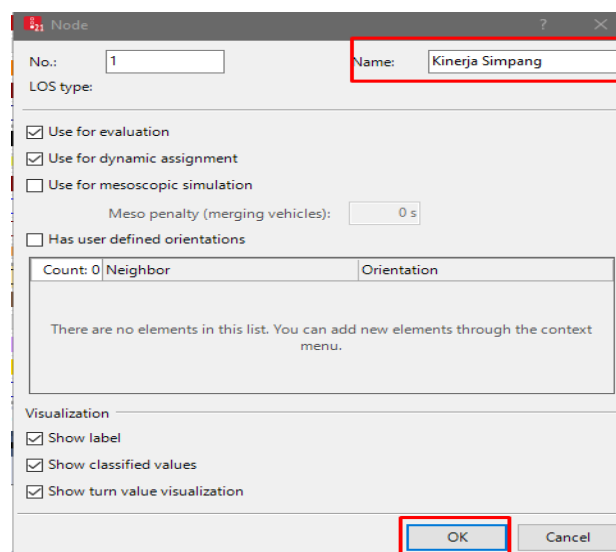 21 Node ?
No.: 1 Name: Kinerja Simpang
LOS type:
Use for evaluation
Use for dynamic assignment
Use for mesoscopic simulation
Meso penalty (merging vehicles): 0 s
Has user defined orientations
Count: 0 Neighbor Orientation
There are no elements in this list. You can add new elements through the context
menu.
Visualization
Show label
Show classified values
Show turn value visualization
OK Cancel